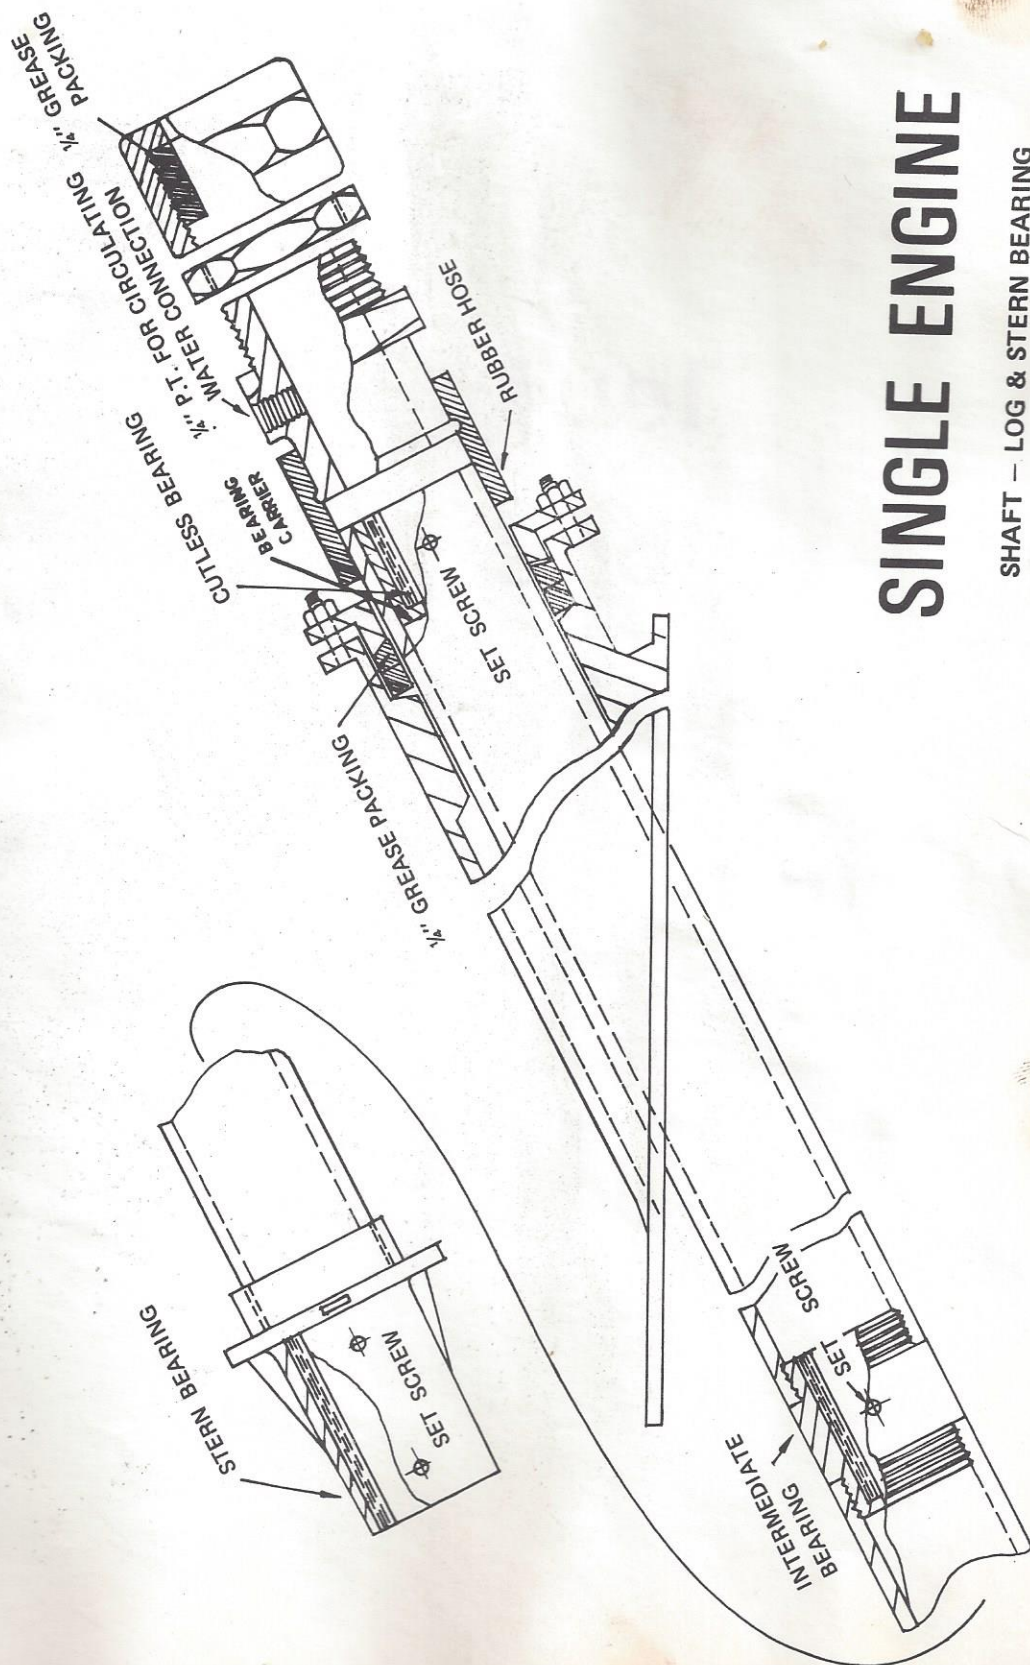 ¼" GREASE
PACKING
¼" P.T. FOR CIRCULATING
WATER CONNECTION
CUTLESS BEARING
BEARING
CARRIER
RUBBER HOSE
SET SCREW
¼" GREASE PACKING
STERN BEARING
SET SCREW
INTERMEDIATE
BEARING
SET SCREW
SINGLE ENGINE
SHAFT – LOG & STERN BEARING